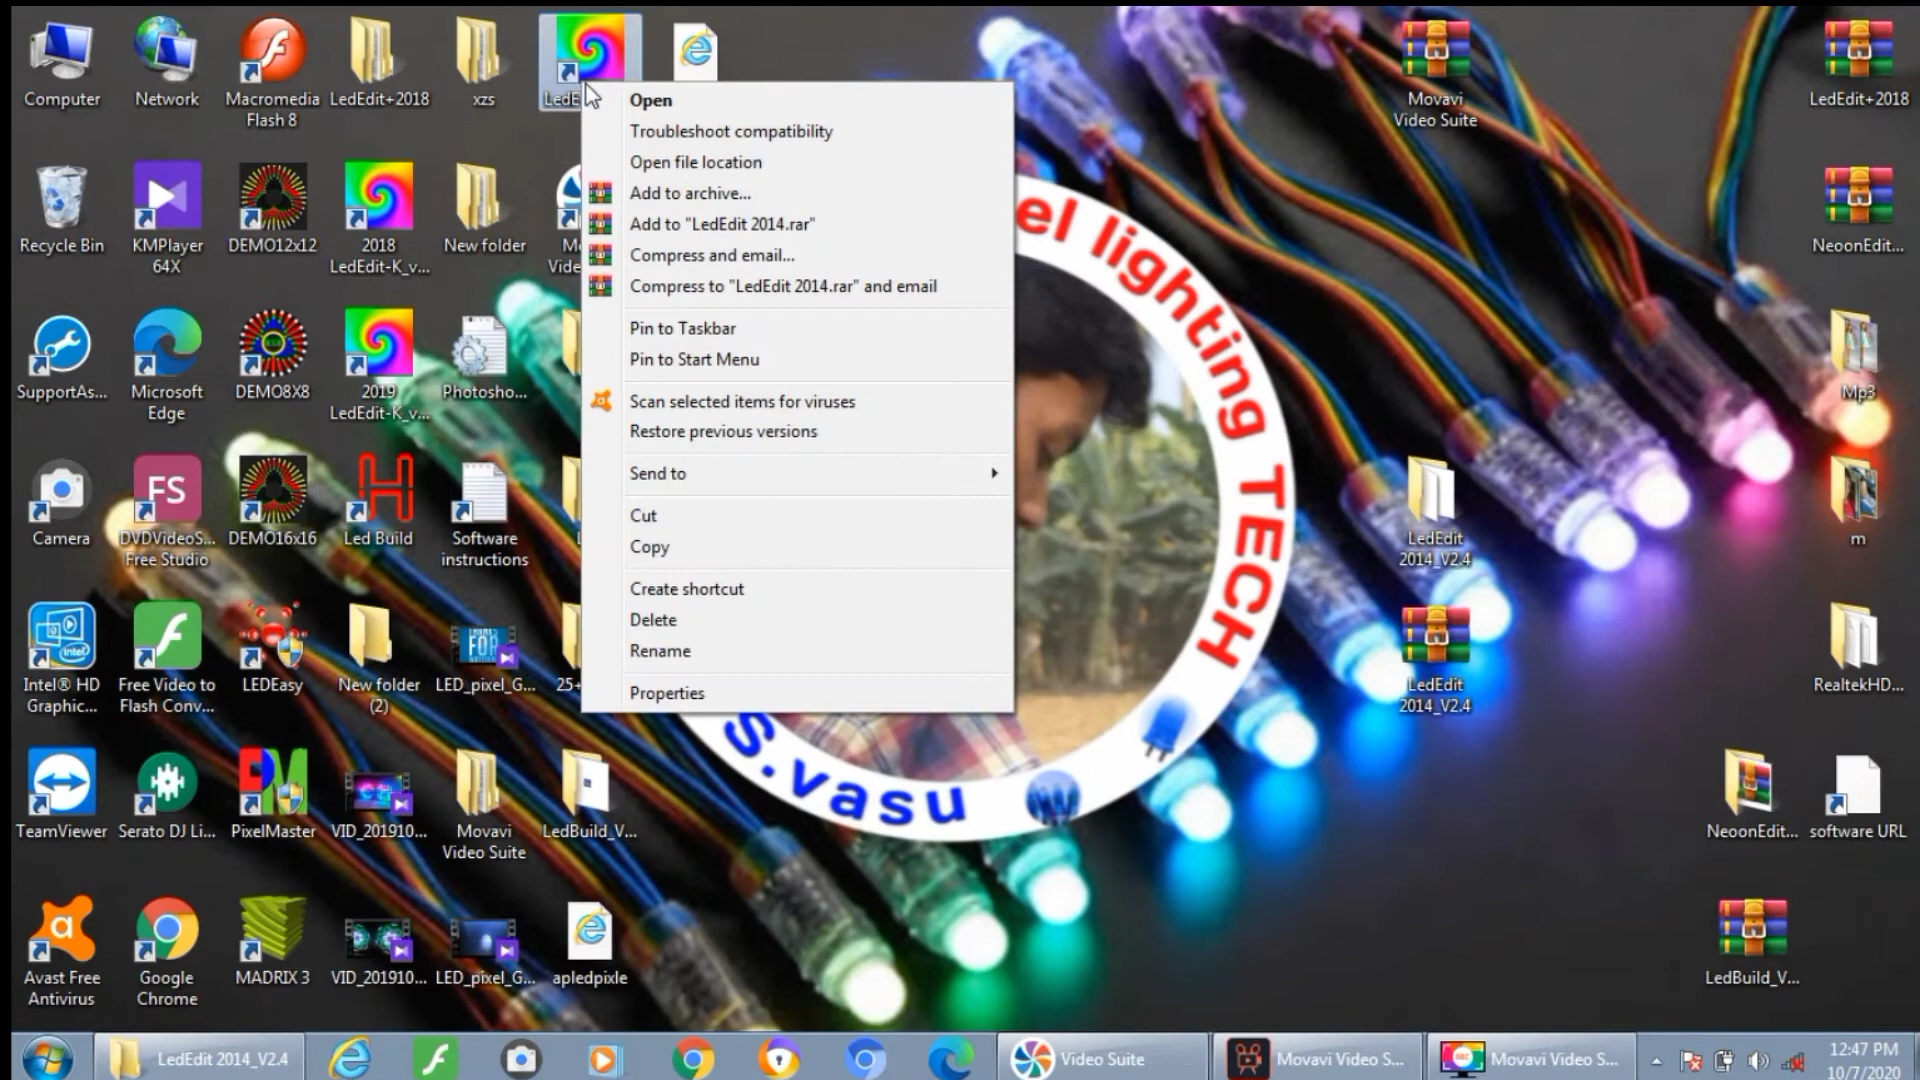 Computer
Network
Macromedia
Flash 8
LedEdit+2018
xzs
Movavi
Video Suite
LedEdit+2018
Open
Troubleshoot compatibility
Open file location
Add to archive...
Add to "LedEdit 2014.rar"
Compress and email...
Compress to "LedEdit 2014.rar" and email
Pin to Taskbar
Pin to Start Menu
Scan selected items for viruses
Restore previous versions
Send to
Cut
Copy
Create shortcut
Delete
Rename
Properties
Recycle Bin
KMPlayer
64X
DEMO12x12
2018
LedEdit-K_v...
New folder
NeoonEdit...
el lighting TECH
S.vasu
SupportAs...
Microsoft
Edge
DEMO8X8
2019
LedEdit-K_v...
Photosho...
Mp3
Camera
FS
DVDVideoS...
Free Studio
DEMO16x16
Led Build
Software
instructions
LedEdit
2014_V2.4
m
Intel® HD
Graphic...
Free Video to
Flash Conv...
LEDEasy
New folder
(2)
LED_pixel_G...
25+
LedEdit
2014_V2.4
RealtekHD...
TeamViewer
Serato DJ Li...
PixelMaster
VID_201910...
Movavi
Video Suite
LedBuild_V...
NeoonEdit...
software URL
Avast Free
Antivirus
Google
Chrome
MADRIX 3
VID_201910...
LED_pixel_G...
apledpixle
LedBuild_V...
LedEdit 2014_V2.4
Video Suite
Movavi Video S...
Movavi Video S...
12:47 PM
10/7/2020